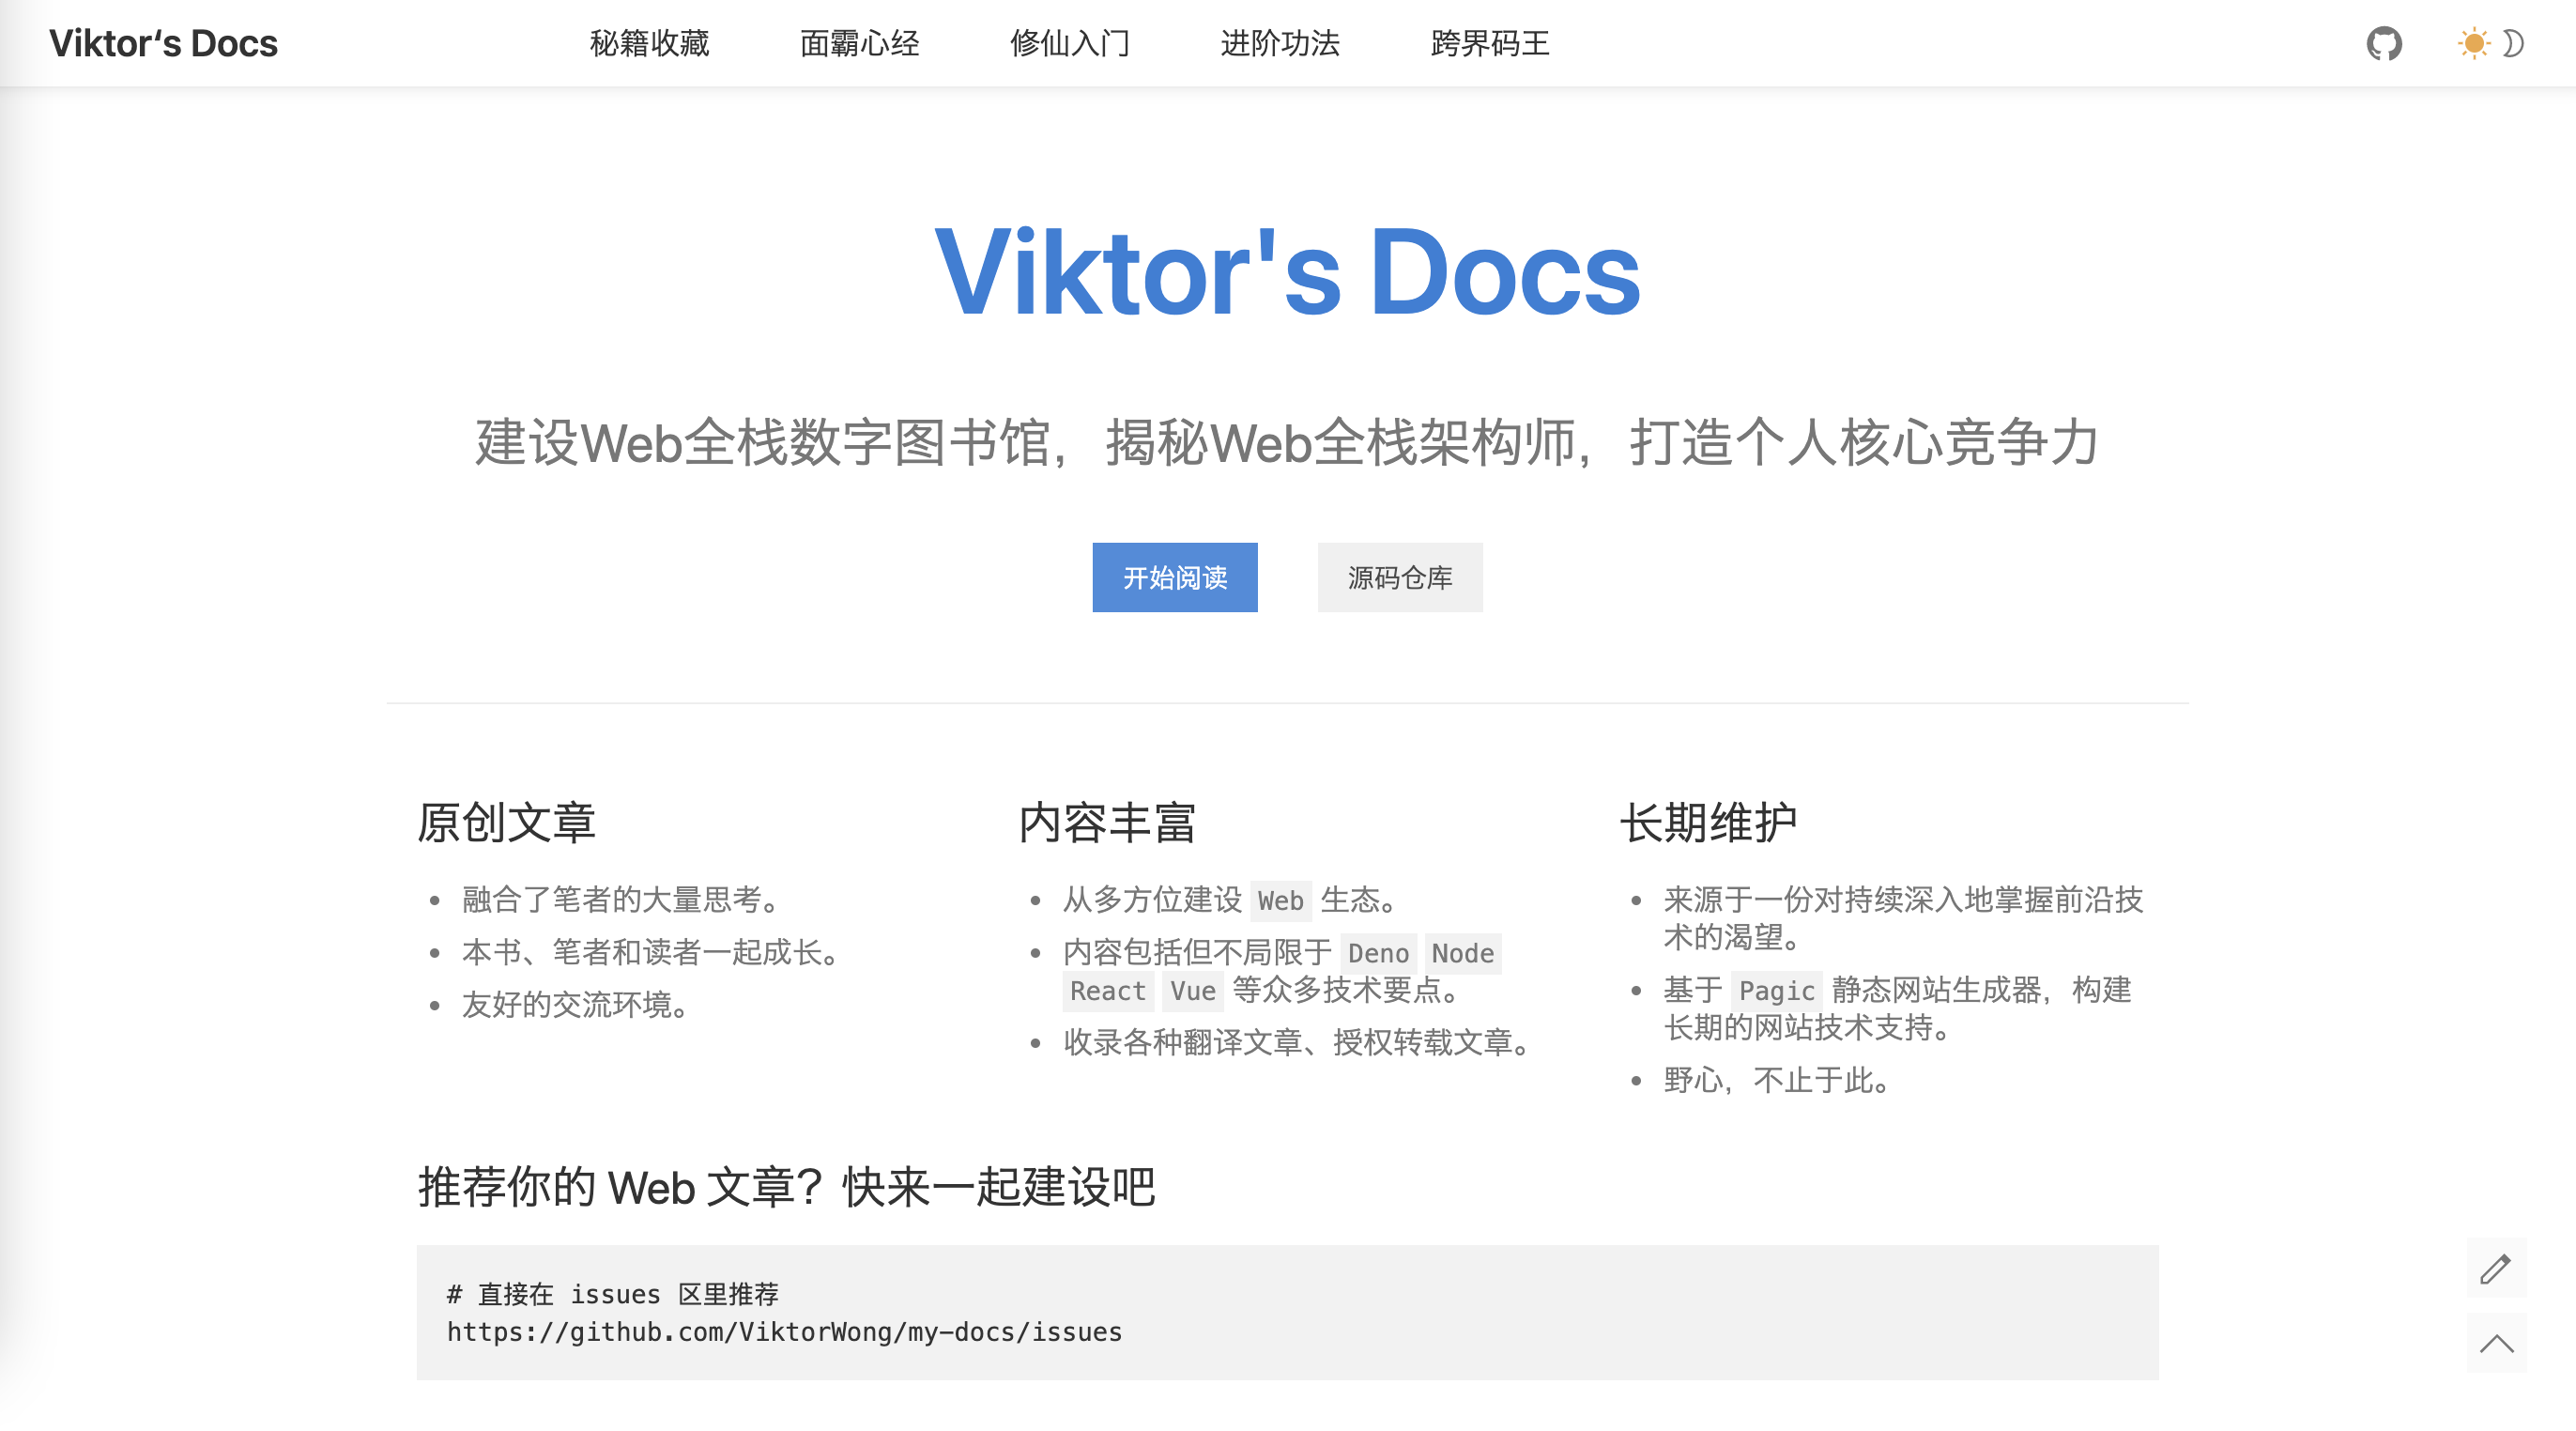 Viktor‘s Docs
秘籍收藏
面霸心经
修仙入门
进阶功法
跨界码王
Viktor's Docs
建设Web全栈数字图书馆，揭秘Web全栈架构师，打造个人核心竞争力
开始阅读
源码仓库
原创文章
融合了笔者的大量思考。
本书、笔者和读者一起成长。
友好的交流环境。
内容丰富
从多方位建设 Web 生态。
内容包括但不局限于 Deno Node
React Vue 等众多技术要点。
收录各种翻译文章、授权转载文章。
长期维护
来源于一份对持续深入地掌握前沿技
术的渴望。
基于 Pagic 静态网站生成器，构建
长期的网站技术支持。
野心，不止于此。
推荐你的 Web 文章？快来一起建设吧
# 直接在 issues 区里推荐
https://github.com/ViktorWong/my-docs/issues